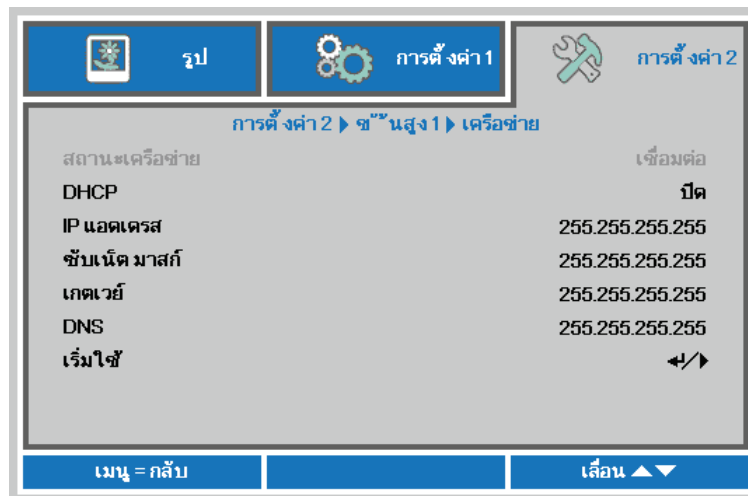 รูป
การตั้งค่า 1
การตั้งค่า 2
การตั้งค่า 2 ▶ ขั้นสูง 1 ▶ เครือข่าย
สถานะเครือข่าย เชื่อมต่อ
DHCP ปิด
IP แอดเดรส 255.255.255.255
ซับเน็ต มาสก์ 255.255.255.255
เกตเวย์ 255.255.255.255
DNS 255.255.255.255
เริ่มใช้ ↵/▶
เมนู = กลับ
เลื่อน ▲▼